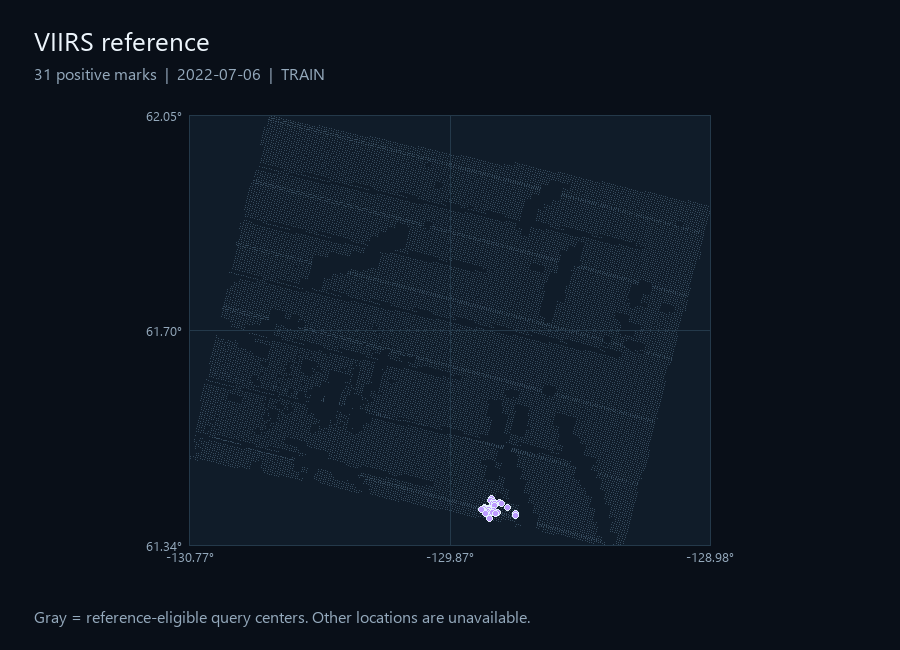 VIIRS reference
31 positive marks | 2022-07-06 | TRAIN
62.05°
61.70°
61.34°
-130.77°
-129.87°
-128.98°
Gray = reference-eligible query centers. Other locations are unavailable.